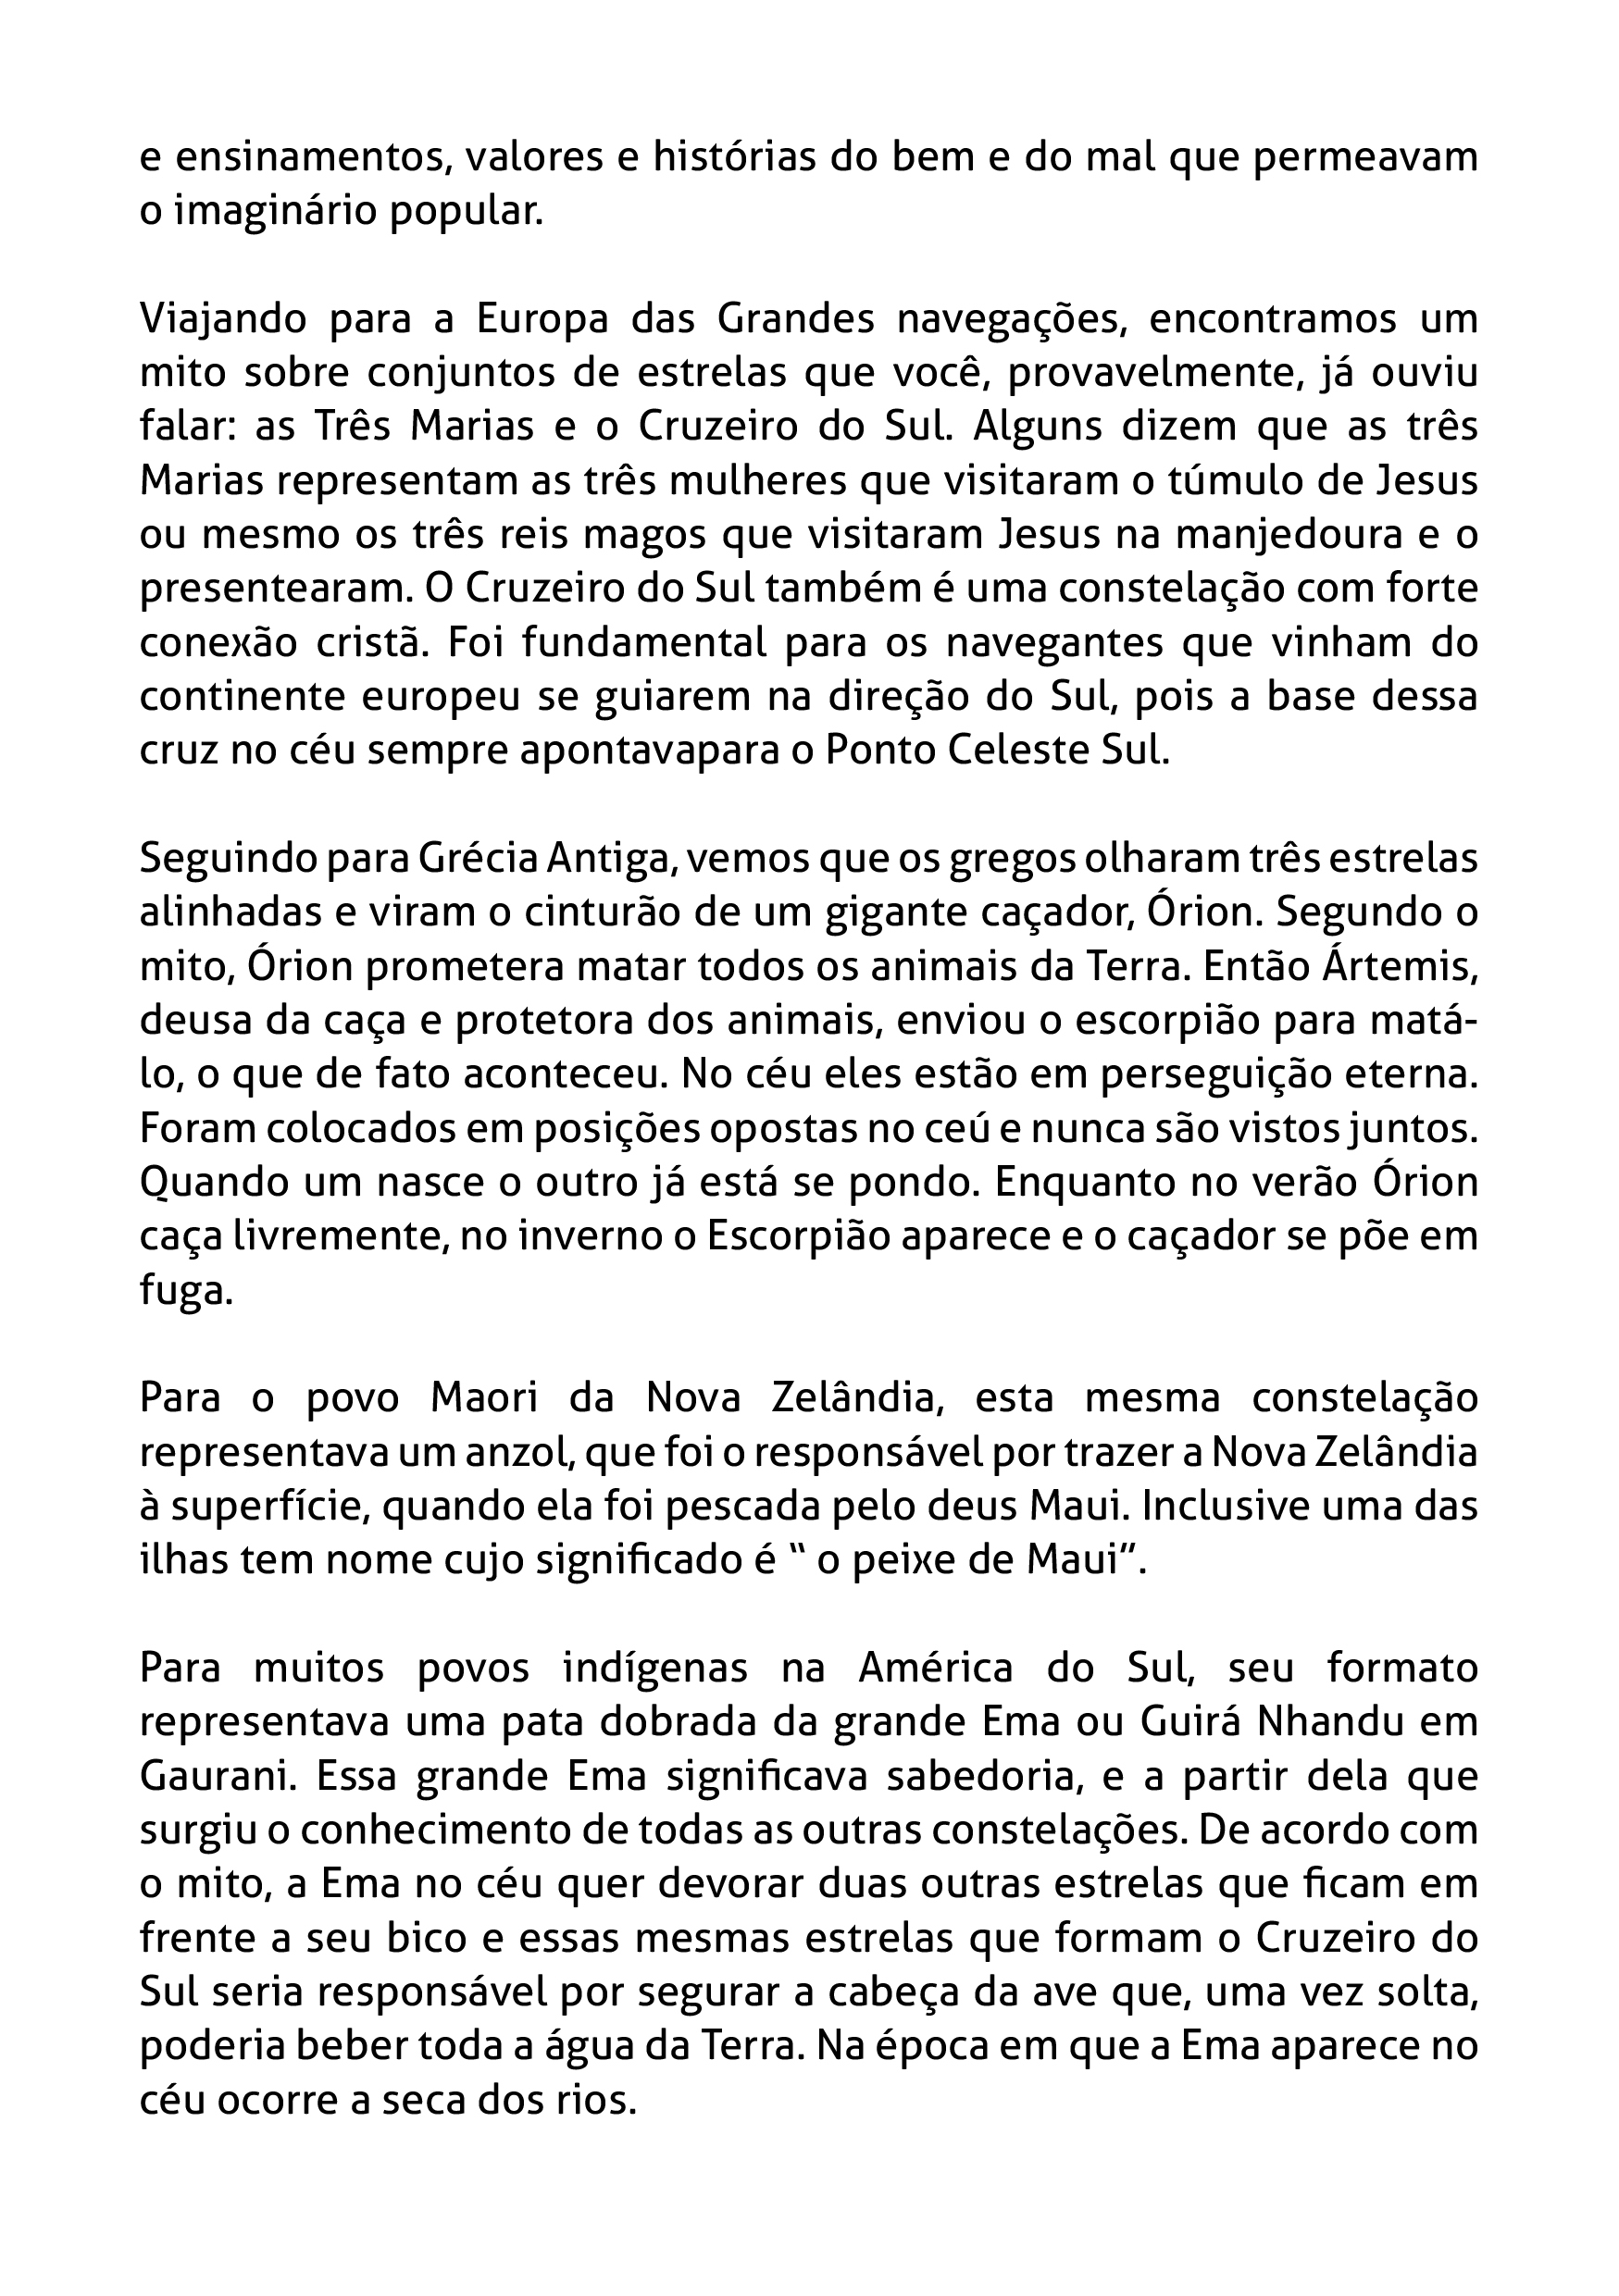 e ensinamentos, valores e histórias do bem e do mal que permeavam
o imaginário popular.
Viajando para a Europa das Grandes navegações, encontramos um
mito sobre conjuntos de estrelas que você, provavelmente, já ouviu
falar: as Três Marias e o Cruzeiro do Sul. Alguns dizem que as três
Marias representam as três mulheres que visitaram o túmulo de Jesus
ou mesmo os três reis magos que visitaram Jesus na manjedoura e o
presentearam. O Cruzeiro do Sul também é uma constelação com forte
conexão cristã. Foi fundamental para os navegantes que vinham do
continente europeu se guiarem na direção do Sul, pois a base dessa
cruz no céu sempre apontavapara o Ponto Celeste Sul.
Seguindo para Grécia Antiga, vemos que os gregos olharam três estrelas
alinhadas e viram o cinturão de um gigante caçador, Órion. Segundo o
mito, Órion prometera matar todos os animais da Terra. Então Ártemis,
deusa da caça e protetora dos animais, enviou o escorpião para matá-
lo, o que de fato aconteceu. No céu eles estão em perseguição eterna.
Foram colocados em posições opostas no ceú e nunca são vistos juntos.
Quando um nasce o outro já está se pondo. Enquanto no verão Órion
caça livremente, no inverno o Escorpião aparece e o caçador se põe em
fuga.
Para o povo Maori da Nova Zelândia, esta mesma constelação
representava um anzol, que foi o responsável por trazer a Nova Zelândia
à superfície, quando ela foi pescada pelo deus Maui. Inclusive uma das
ilhas tem nome cujo significado é “ o peixe de Maui”.
Para muitos povos indígenas na América do Sul, seu formato
representava uma pata dobrada da grande Ema ou Guirá Nhandu em
Gaurani. Essa grande Ema significava sabedoria, e a partir dela que
surgiu o conhecimento de todas as outras constelações. De acordo com
o mito, a Ema no céu quer devorar duas outras estrelas que ficam em
frente a seu bico e essas mesmas estrelas que formam o Cruzeiro do
Sul seria responsável por segurar a cabeça da ave que, uma vez solta,
poderia beber toda a água da Terra. Na época em que a Ema aparece no
céu ocorre a seca dos rios.